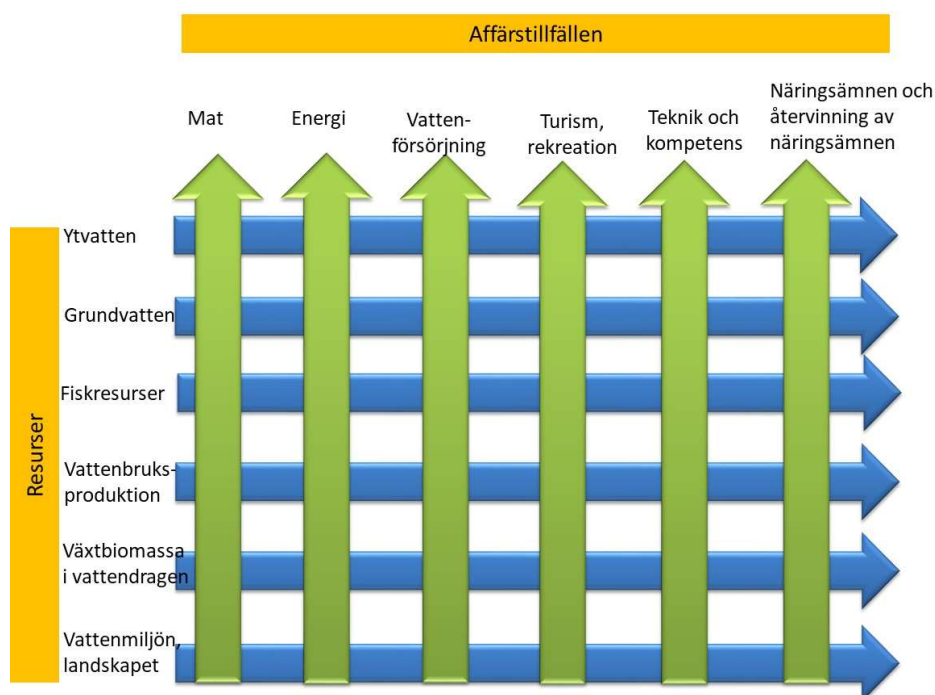 Affärstillfällen
Mat
Energi
Vatten-
försörjning
Turism,
rekreation
Teknik och
kompetens
Näringsämnen och
återvinning av
näringsämnen
Resurser
Ytvatten
Grundvatten
Fiskresurser
Vattenbruks-
produktion
Växtbiomassa
i vattendragen
Vattenmiljön,
landskapet